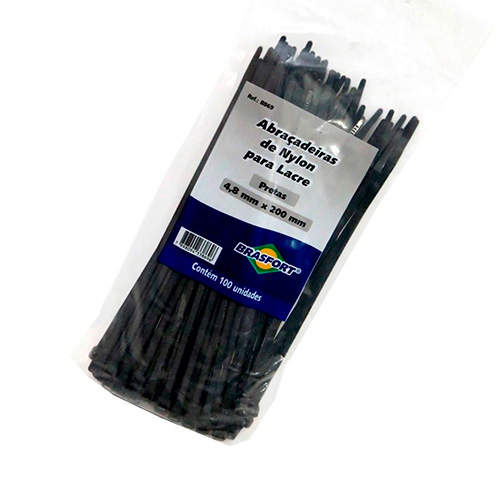 Ref.: 8869
Abraçadeiras
de Nylon
para Lacre
Pretas
4,8 mm x 200 mm
BRASFORT®
Contém 100 unidades